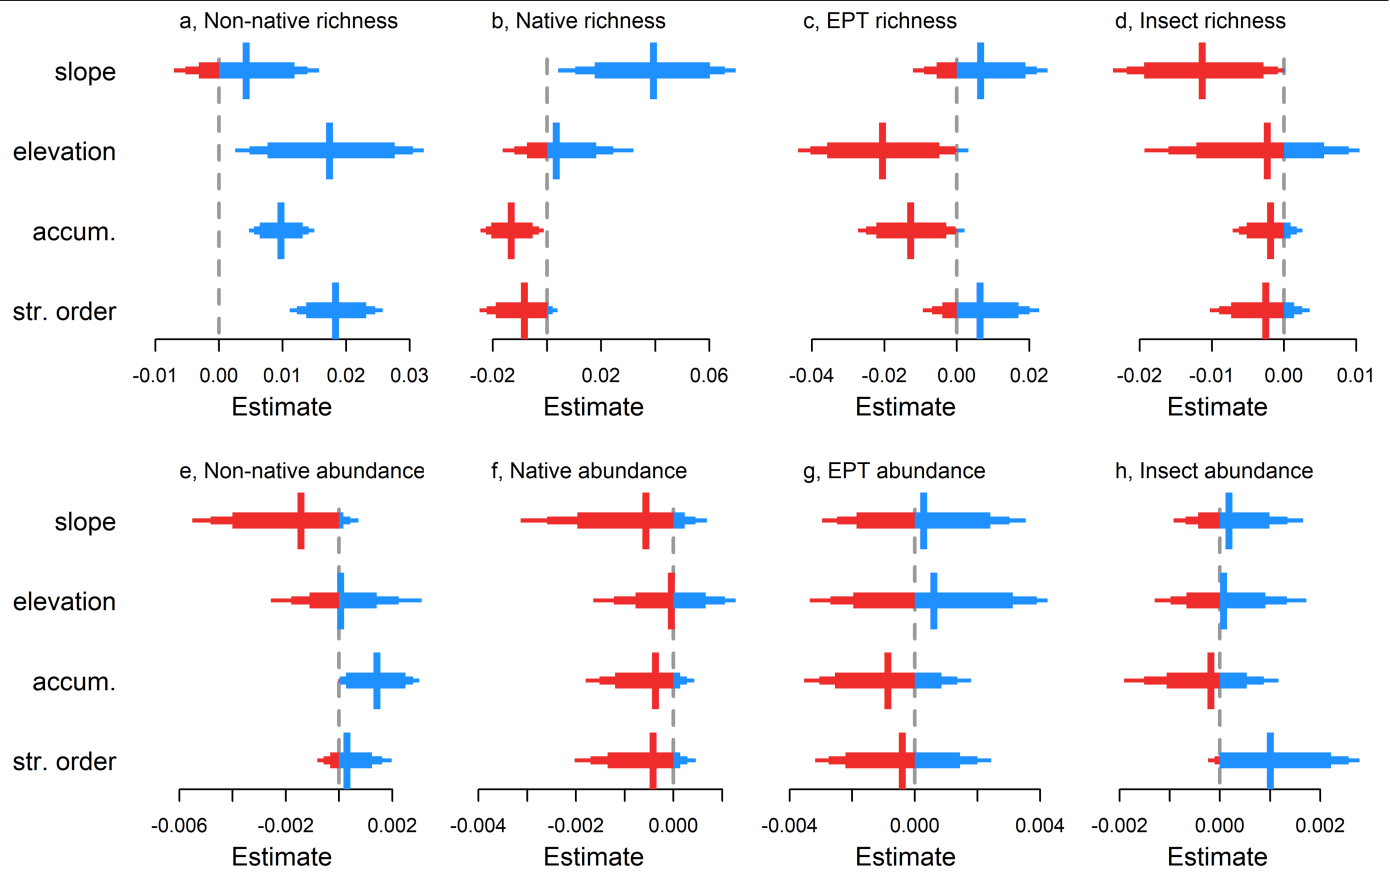 a, Non-native richness b, Native richness c, EPT richness d, Insect richness
slope
elevation
accum.
str. order
-0.01 0.00 0.01 0.02 0.03 -0.02 0.02 0.06 -0.04 -0.02 0.00 0.02 -0.02 -0.01 0.00 0.01
Estimate Estimate Estimate Estimate
e, Non-native abundance f, Native abundance g, EPT abundance h, Insect abundance
slope
elevation
accum.
str. order
-0.006 -0.002 0.002 -0.004 -0.002 0.000 -0.004 0.000 0.004 -0.002 0.000 0.002
Estimate Estimate Estimate Estimate